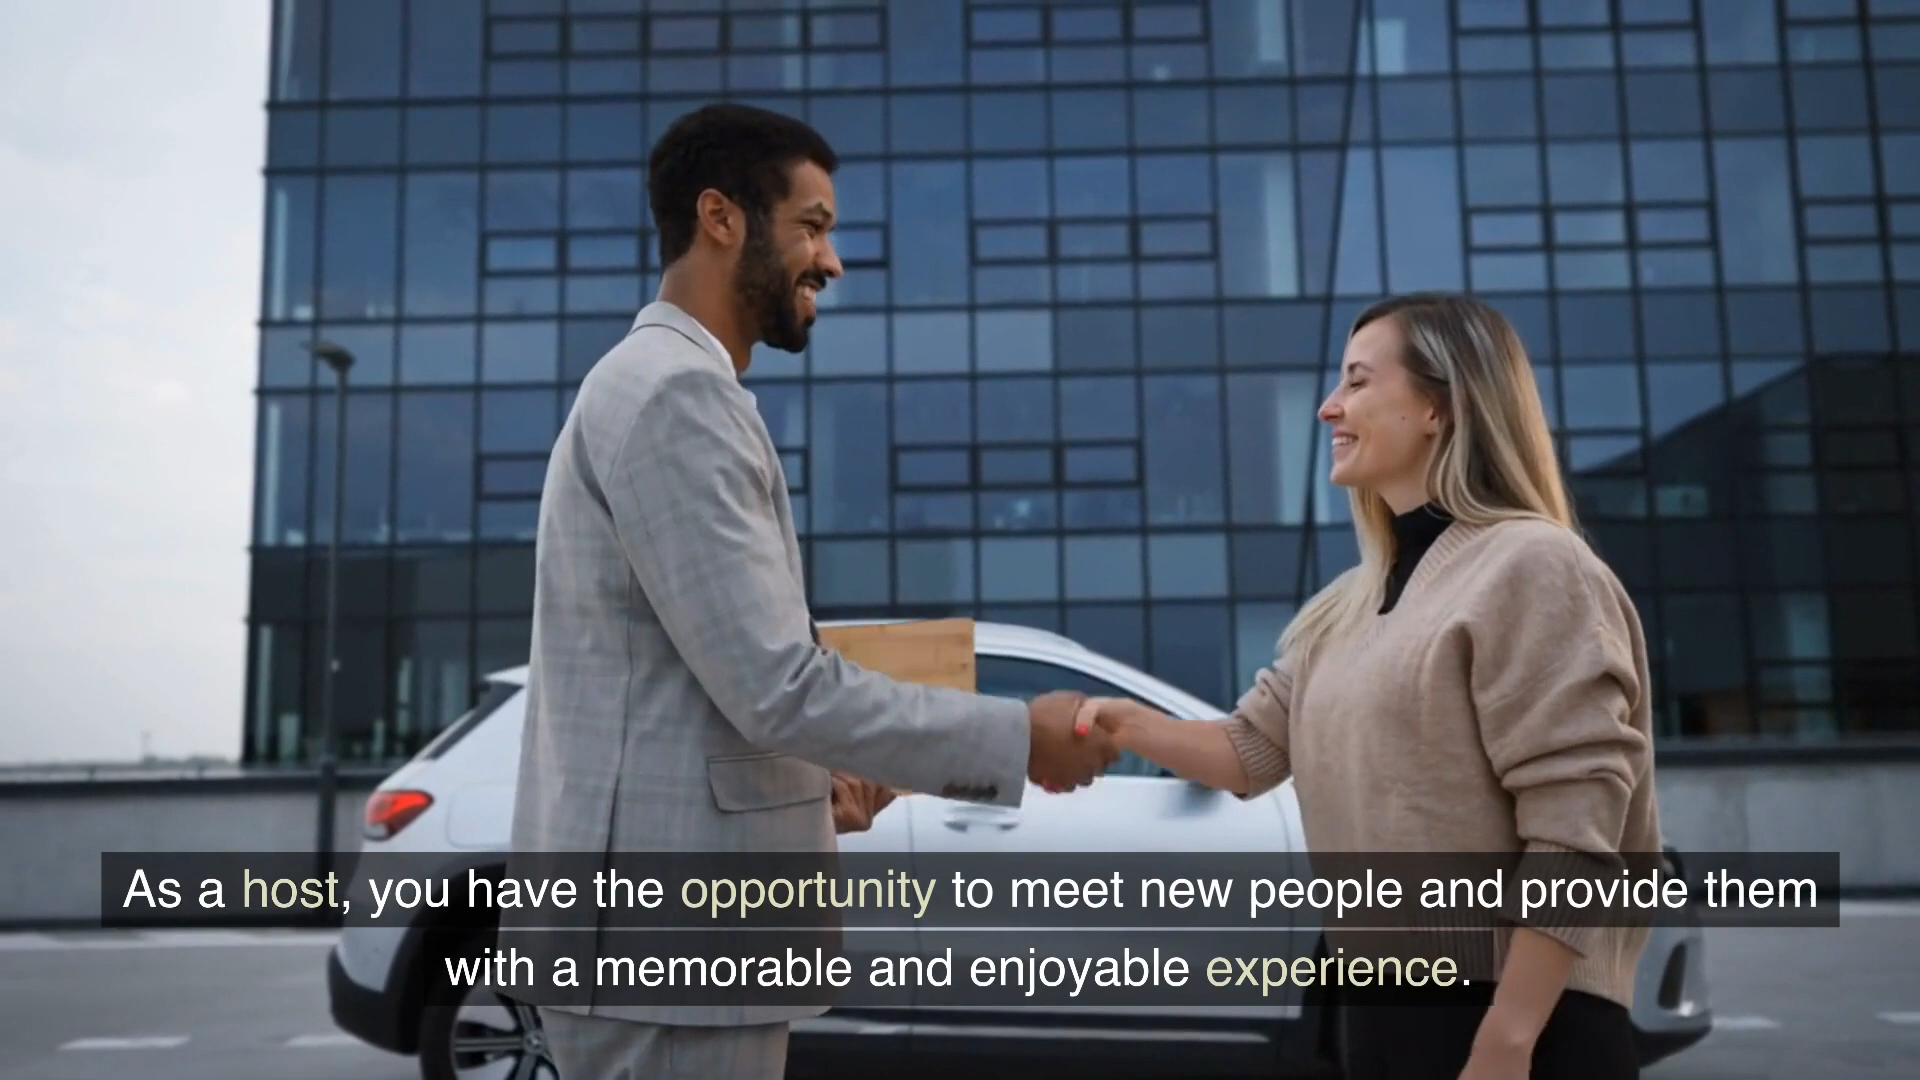 As a host, you have the opportunity to meet new people and provide them
with a memorable and enjoyable experience.